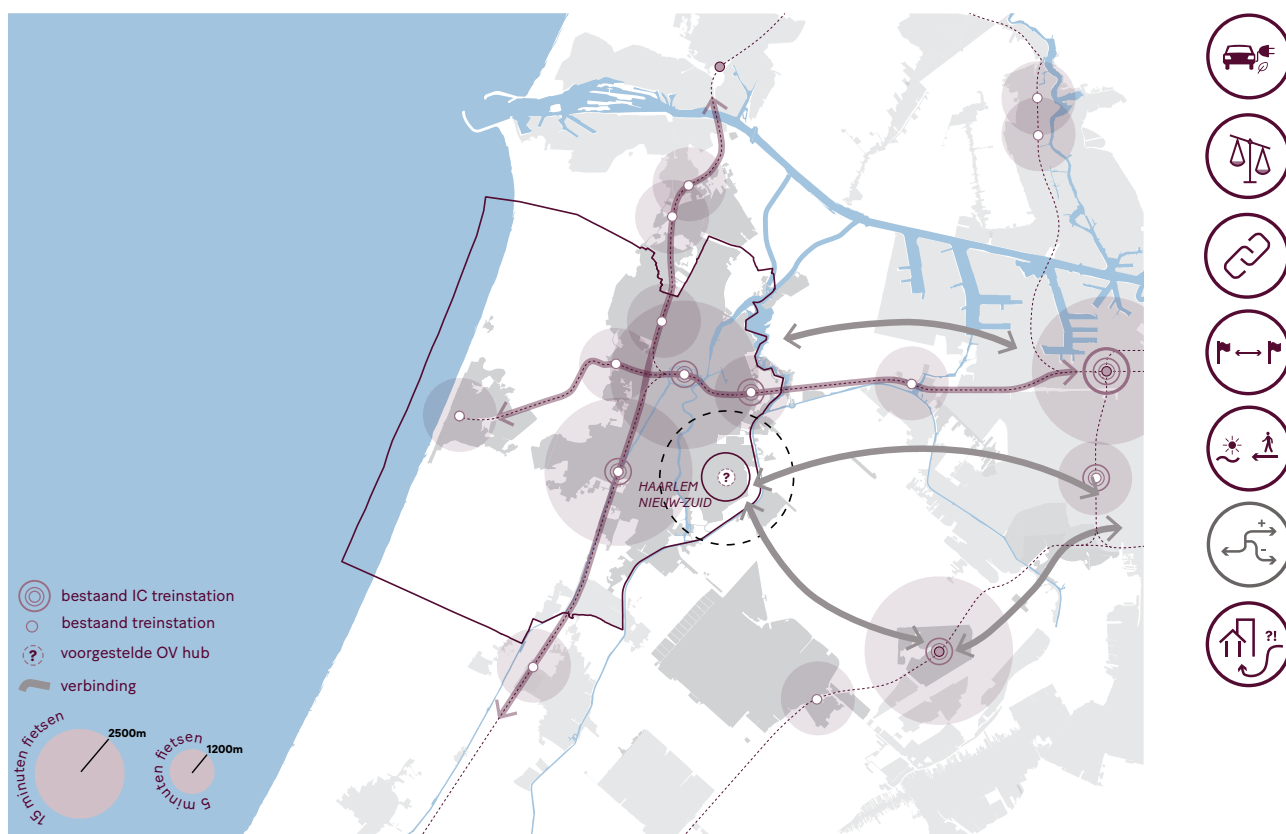 HAARLEM
NIEUW-ZUID
?
bestaand IC treinstation
bestaand treinstation
? voorgestelde OV hub
verbinding
15 minuten fietsen
2500m
5 minuten fietsen
1200m
+
-
?!